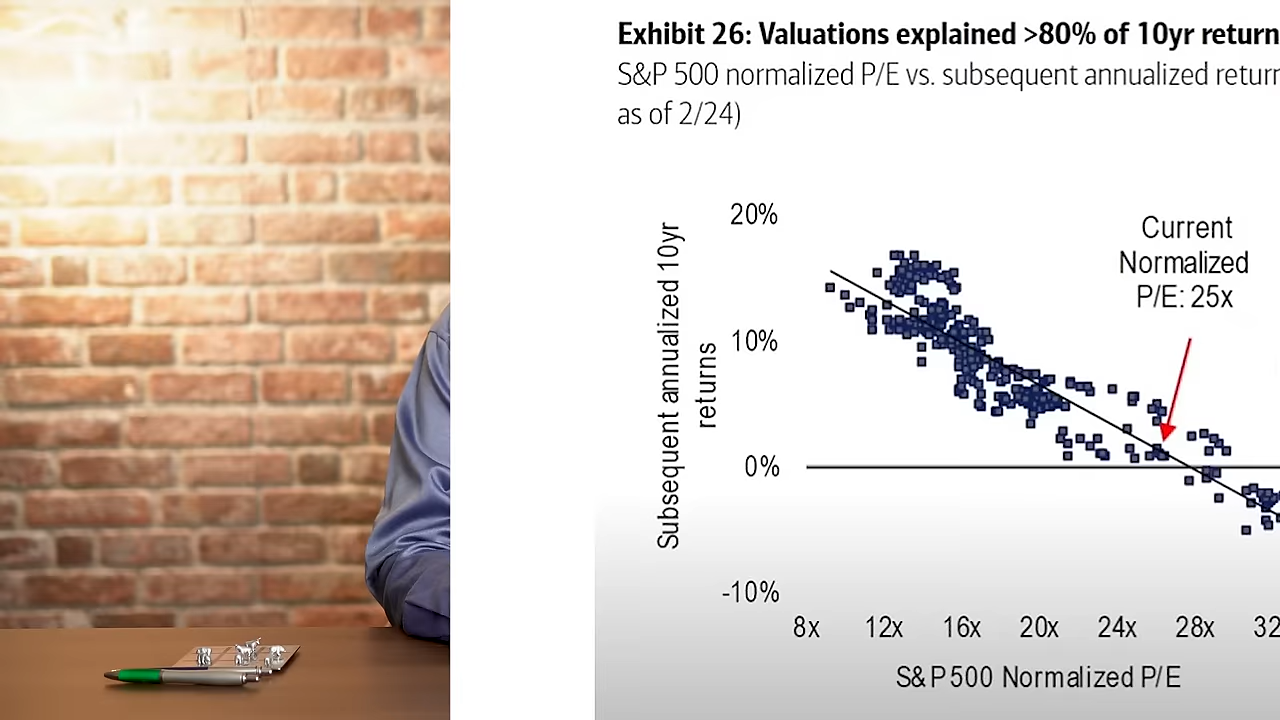 Exhibit 26: Valuations explained >80% of 10yr return
S&P 500 normalized P/E vs. subsequent annualized return
as of 2/24)
20%
Current
Normalized
P/E: 25x
Subsequent annualized 10yr
returns
10%
0%
-10%
8x 12x 16x 20x 24x 28x 32
S&P 500 Normalized P/E